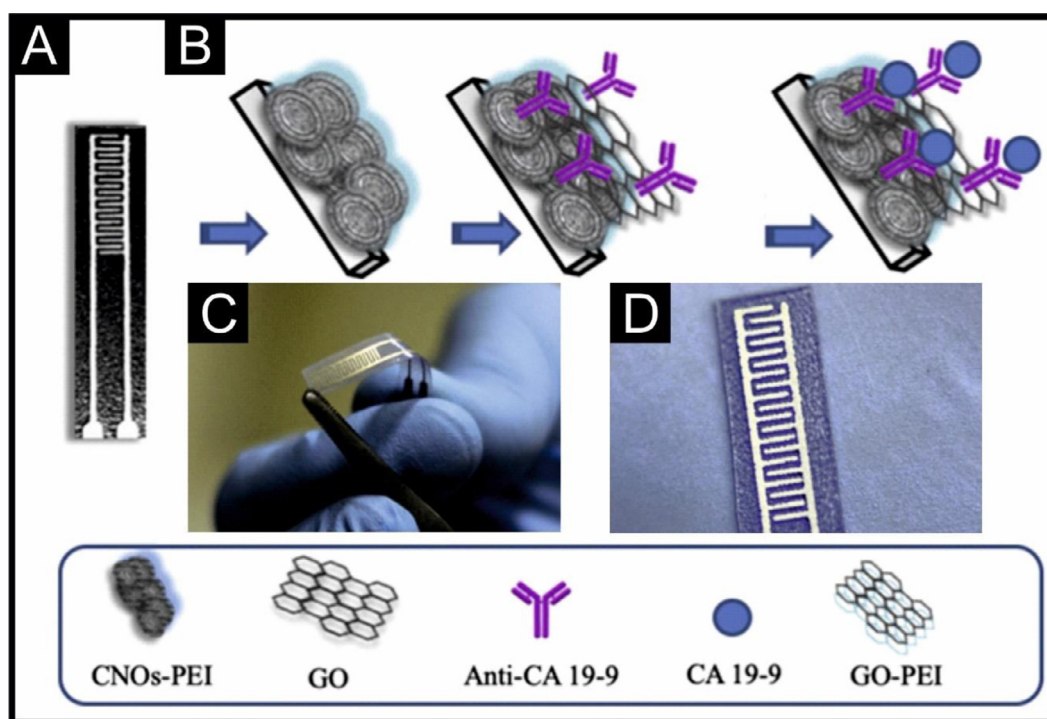 A
B
C
D
CNOs-PEI
GO
Anti-CA 19-9
CA 19-9
GO-PEI